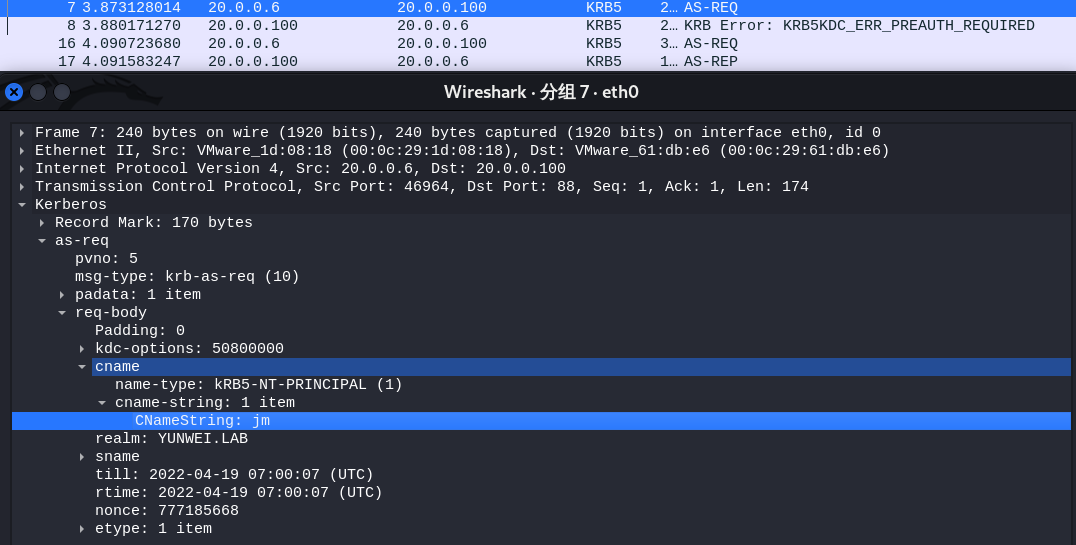 7 3.873128014 20.0.0.6 20.0.0.100 KRB5 2… AS-REQ
8 3.880171270 20.0.0.100 20.0.0.6 KRB5 2… KRB Error: KRB5KDC_ERR_PREAUTH_REQUIRED
16 4.090723680 20.0.0.6 20.0.0.100 KRB5 3… AS-REQ
17 4.091583247 20.0.0.100 20.0.0.6 KRB5 1… AS-REP
Wireshark · 分组 7 · eth0
Frame 7: 240 bytes on wire (1920 bits), 240 bytes captured (1920 bits) on interface eth0, id 0
Ethernet II, Src: VMware_1d:08:18 (00:0c:29:1d:08:18), Dst: VMware_61:db:e6 (00:0c:29:61:db:e6)
Internet Protocol Version 4, Src: 20.0.0.6, Dst: 20.0.0.100
Transmission Control Protocol, Src Port: 46964, Dst Port: 88, Seq: 1, Ack: 1, Len: 174
Kerberos
Record Mark: 170 bytes
as-req
pvno: 5
msg-type: krb-as-req (10)
padata: 1 item
req-body
Padding: 0
kdc-options: 50800000
cname
name-type: kRB5-NT-PRINCIPAL (1)
cname-string: 1 item
CNameString: jm
realm: YUNWEI.LAB
sname
till: 2022-04-19 07:00:07 (UTC)
rtime: 2022-04-19 07:00:07 (UTC)
nonce: 777185668
etype: 1 item